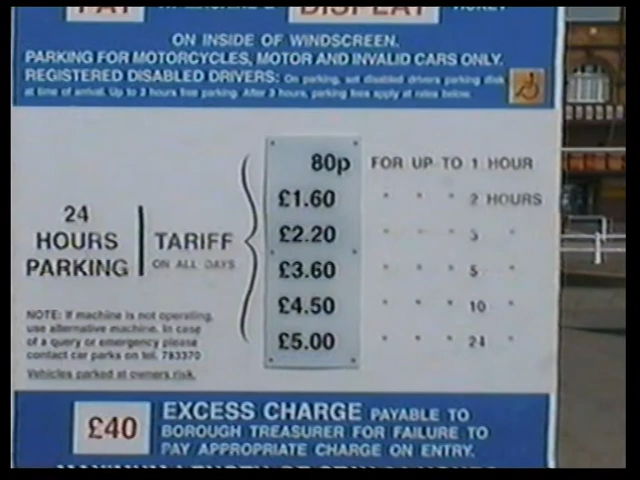 PAY
DISPLAY
TICKET
ON INSIDE OF WINDSCREEN.
PARKING FOR MOTORCYCLES, MOTOR AND INVALID CARS ONLY.
REGISTERED DISABLED DRIVERS: On parking, set disabled drivers parking disk
at time of arrival. Up to 3 hours free parking. After 3 hours, parking fees apply at rates below.
24
HOURS
PARKING
TARIFF
ON ALL DAYS
80p FOR UP TO 1 HOUR
£1.60 " " " 2 HOURS
£2.20 " " " 3 "
£3.60 " " " 5 "
£4.50 " " " 10 "
£5.00 " " " 24 "
NOTE: If machine is not operating,
use alternative machine. In case
of a query or emergency please
contact car parks on tel. 783370
Vehicles parked at owners risk.
£40
EXCESS CHARGE PAYABLE TO
BOROUGH TREASURER FOR FAILURE TO
PAY APPROPRIATE CHARGE ON ENTRY.